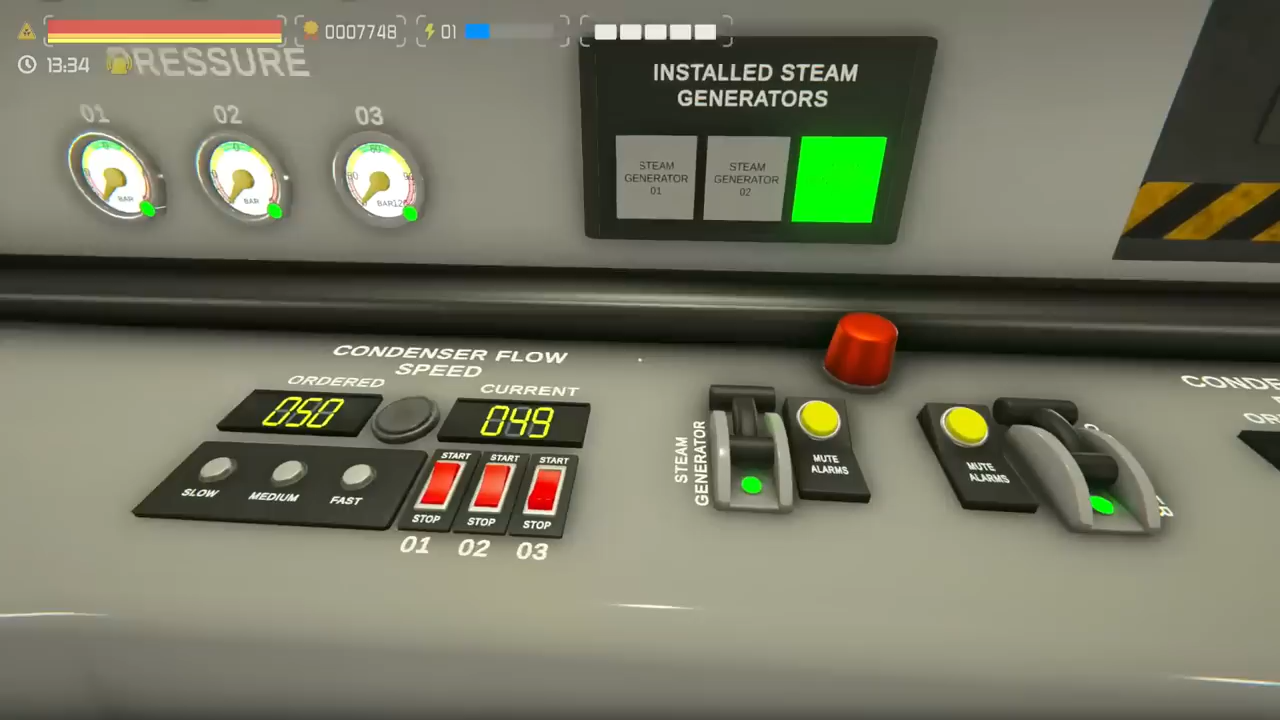 0007748
01
13:34
PRESSURE
01
02
03
BAR
BAR
BAR
INSTALLED STEAM
GENERATORS
STEAM
GENERATOR
01
STEAM
GENERATOR
02
CONDENSER FLOW
SPEED
ORDERED
CURRENT
050
049
SLOW
MEDIUM
FAST
START
START
START
STOP
STOP
STOP
01
02
03
STEAM
GENERATOR
MUTE
ALARMS
MUTE
ALARMS